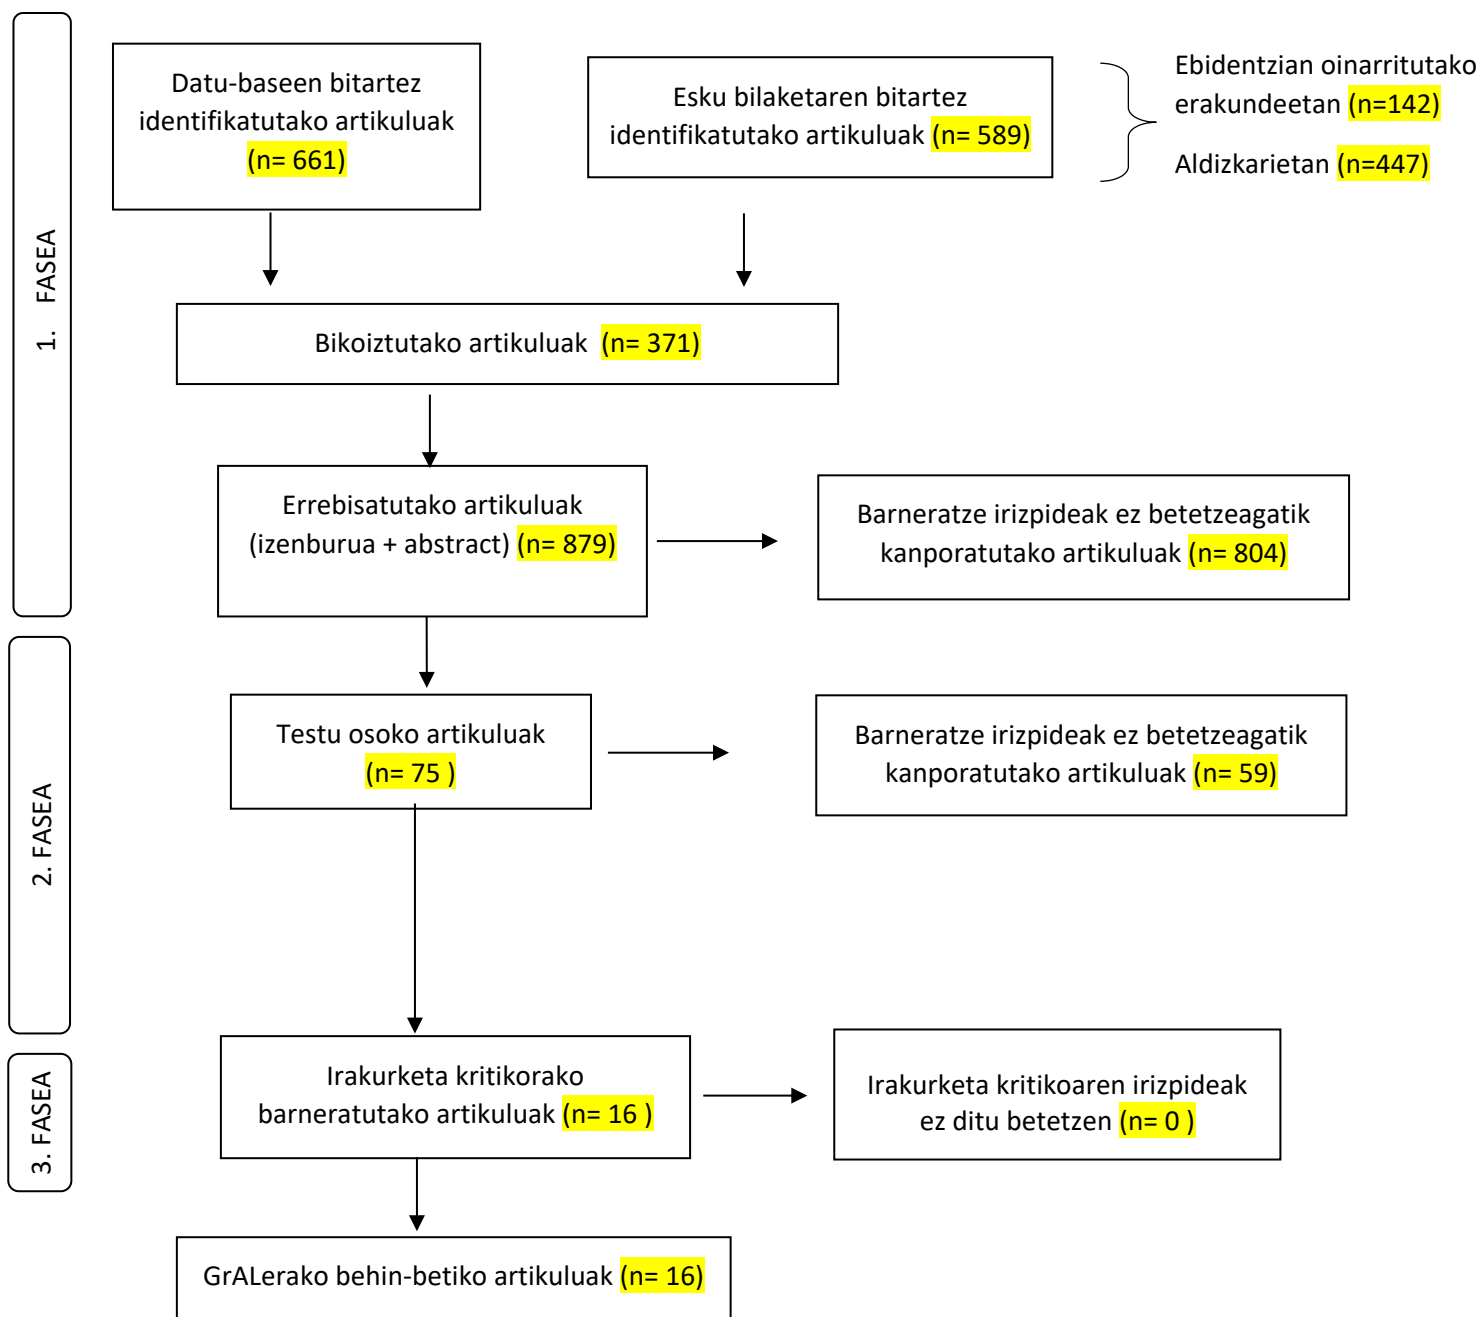 1. FASEA
Datu-baseen bitartez
identifikatutako artikuluak
(n= 661)
Esku bilaketaren bitartez
identifikatutako artikuluak (n= 589)
Ebidentzian oinarritutako
erakundeetan (n=142)
Aldizkarietan (n=447)
Bikoiztutako artikuluak (n= 371)
Errebisatutako artikuluak
(izenburua + abstract) (n= 879)
Barneratze irizpideak ez betetzeagatik
kanporatutako artikuluak (n= 804)
2. FASEA
Testu osoko artikuluak
(n= 75 )
Barneratze irizpideak ez betetzeagatik
kanporatutako artikuluak (n= 59)
3. FASEA
Irakurketa kritikorako
barneratutako artikuluak (n= 16 )
Irakurketa kritikoaren irizpideak
ez ditu betetzen (n= 0 )
GrALerako behin-betiko artikuluak (n= 16)